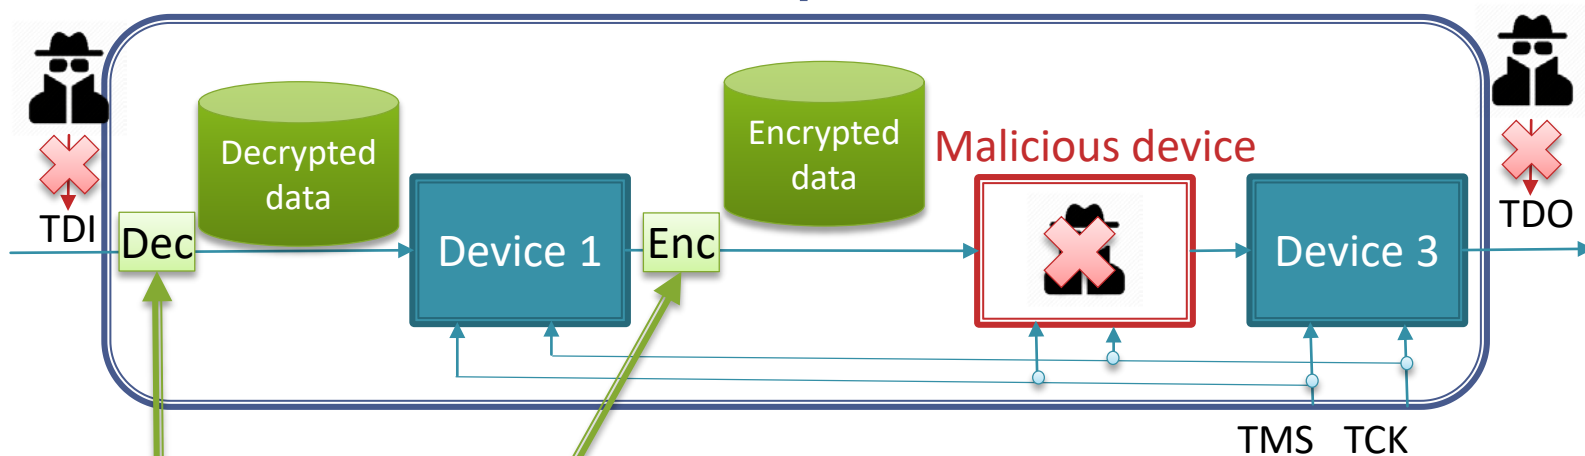 Decrypted
data
Encrypted
data
Malicious device
TDI
Dec
Device 1
Enc
Device 3
TDO
TMS
TCK